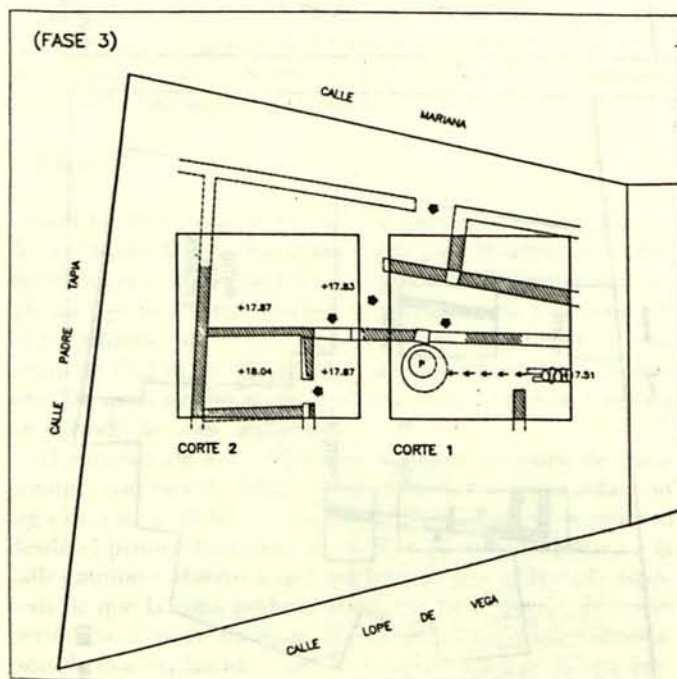 (FASE 3)
CALLE MARIANA
CALLE PADRE TAPIA
+17.83
+17.87
+18.04
+17.87
P
7.51
CORTE 2
CORTE 1
CALLE LOPE DE VEGA